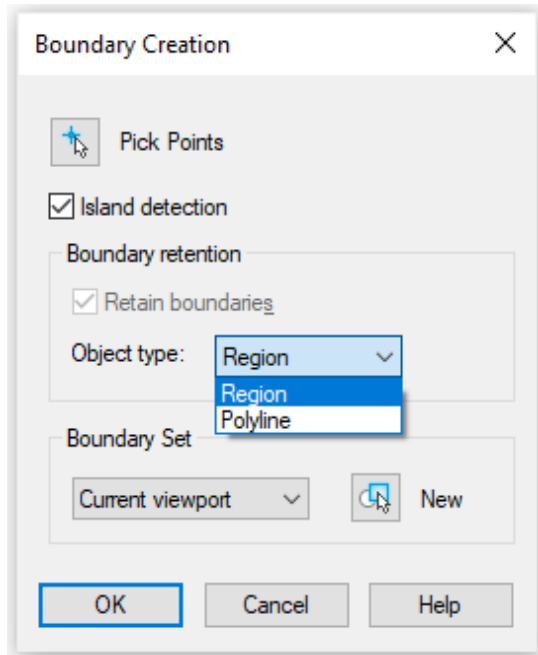 Boundary Creation
Pick Points
Island detection
Boundary retention
Retain boundaries
Object type: Region
Region
Polyline
Boundary Set
Current viewport New
OK Cancel Help